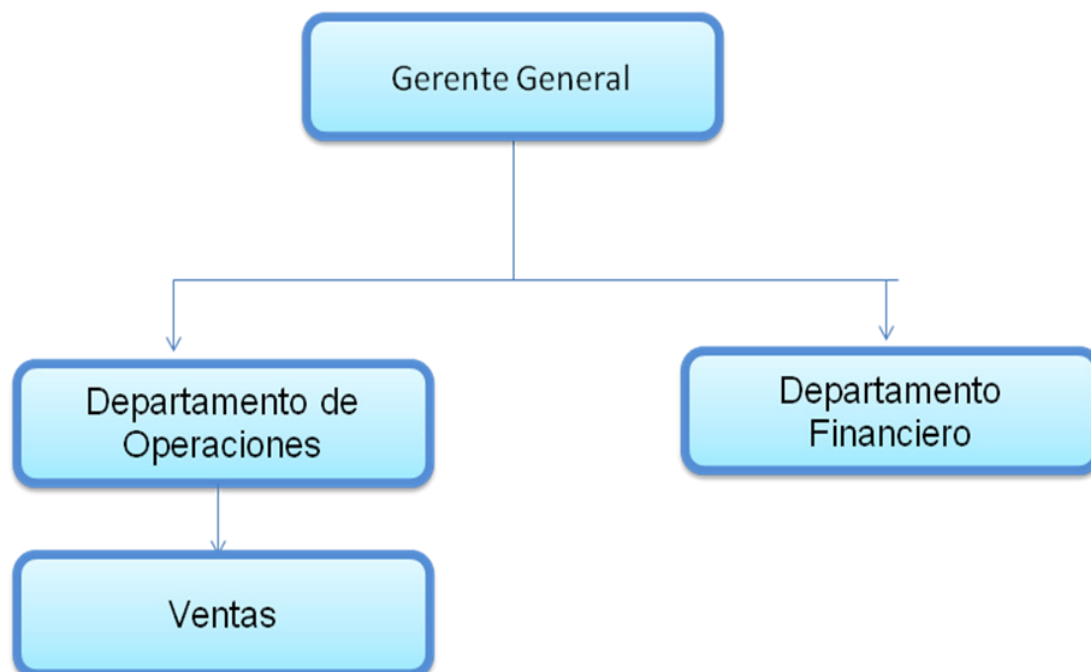 Gerente General
Departamento de
Operaciones
Departamento
Financiero
Ventas